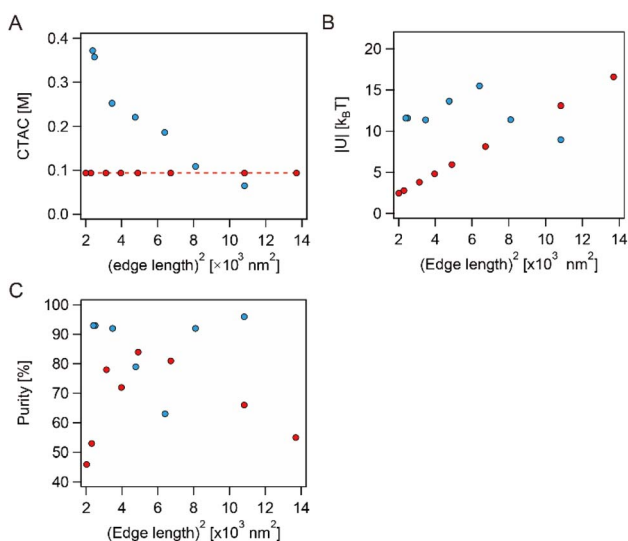 A
CTAC [M]
0.4
0.3
0.2
0.1
0.0
2 4 6 8 10 12 14
(edge length)² [×10³ nm²]
B
|U| [k_BT]
20
15
10
5
0
2 4 6 8 10 12 14
(Edge length)² [x10³ nm²]
C
Purity [%]
100
90
80
70
60
50
40
2 4 6 8 10 12 14
(Edge length)² [x10³ nm²]